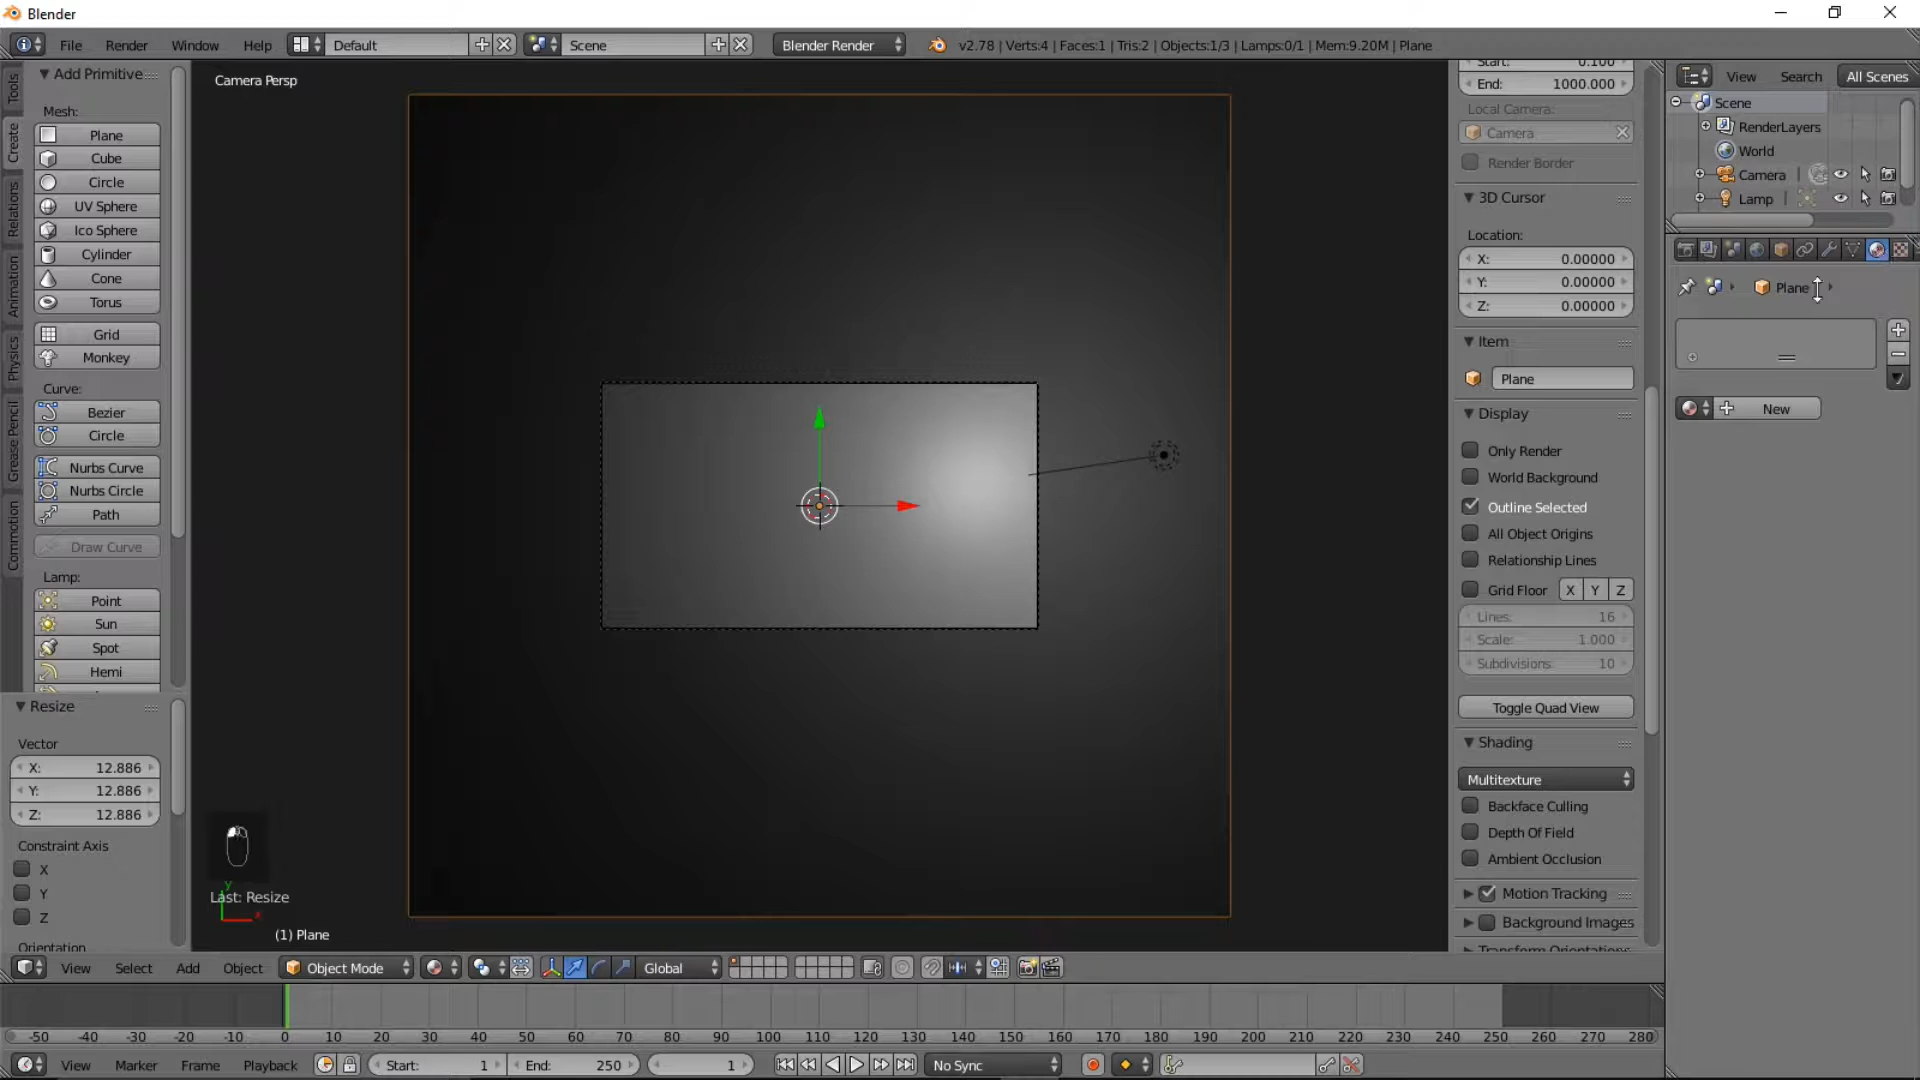 Blender
File Render Window Help Default Scene Blender Render v2.78 | Verts:4 | Faces:1 | Tris:2 | Objects:1/3 | Lamps:0/1 | Mem:9.20M | Plane
Tools
Create
Relations
Animation
Physics
Grease Pencil
Commotion
Add Primitive
Mesh:
Plane
Cube
Circle
UV Sphere
Ico Sphere
Cylinder
Cone
Torus
Grid
Monkey
Curve:
Bezier
Circle
Nurbs Curve
Nurbs Circle
Path
Draw Curve
Lamp:
Point
Sun
Spot
Hemi
Resize
Vector
X: 12.886
Y: 12.886
Z: 12.886
Constraint Axis
X
Y
Z
Orientation
Camera Persp
Last: Resize
y
x
(1) Plane
Start: 0.100
End: 1000.000
Local Camera:
Camera
Render Border
3D Cursor
Location:
X: 0.00000
Y: 0.00000
Z: 0.00000
Item
Plane
Display
Only Render
World Background
Outline Selected
All Object Origins
Relationship Lines
Grid Floor X Y Z
Lines: 16
Scale: 1.000
Subdivisions: 10
Toggle Quad View
Shading
Multitexture
Backface Culling
Depth Of Field
Ambient Occlusion
Motion Tracking
Background Images
View Search All Scenes
Scene
RenderLayers
World
Camera
Lamp
Plane
New
View Select Add Object Object Mode Global
-50 -40 -30 -20 -10 0 10 20 30 40 50 60 70 80 90 100 110 120 130 140 150 160 170 180 190 200 210 220 230 240 250 260 270 280
View Marker Frame Playback Start: 1 End: 250 1 No Sync